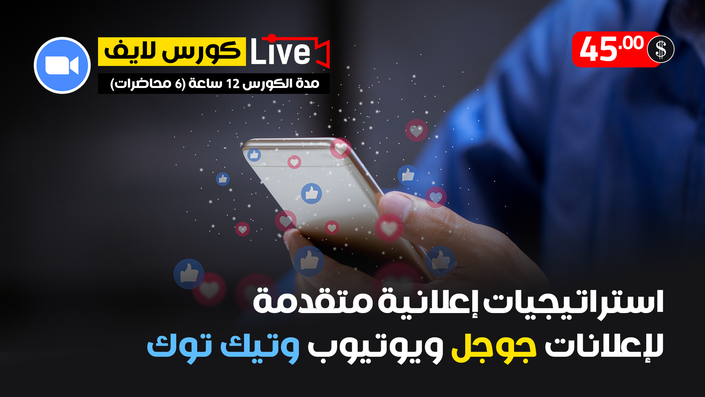 كورس لايف Live
مدة الكورس 12 ساعة (6 محاضرات)
45.00 $
استراتيجيات إعلانية متقدمة
لإعلانات جوجل ويوتيوب وتيك توك